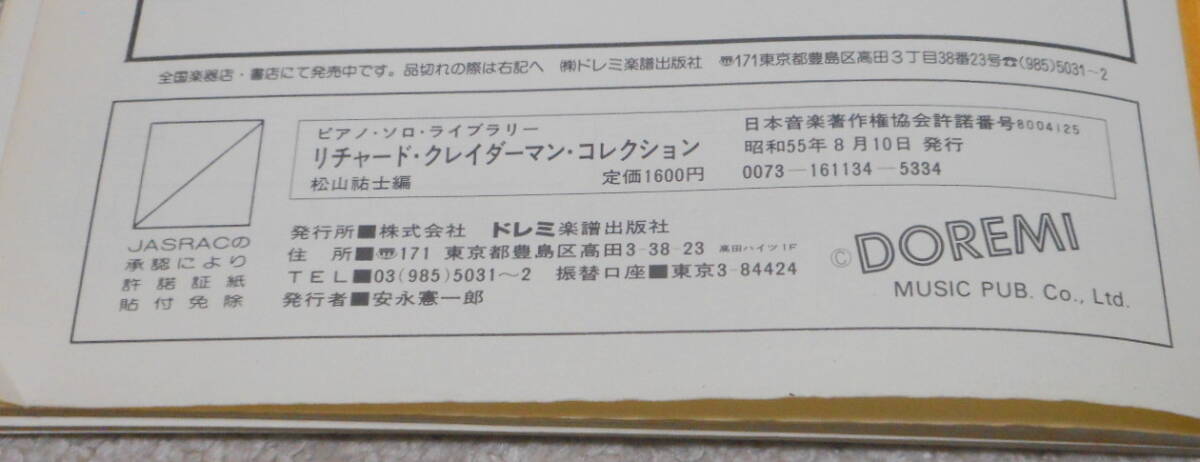 全国楽器店・書店にて発売中です。品切れの際は右記へ ㈱ドレミ楽譜出版社 〠171東京都豊島区高田3丁目38番23号☎(985)5031~2
ピアノ・ソロ・ライブラリー
リチャード・クレイダーマン・コレクション
松山祐士編 定価1600円
日本音楽著作権協会許諾番号8004125
昭和55年8月10日 発行
0073-161134-5334
JASRACの
承認により
許諾証紙
貼付免除
発行所■株式会社 ドレミ楽譜出版社
住 所■〠171 東京都豊島区高田3-38-23 高田ハイツ1F
TEL■03(985)5031~2 振替口座■東京3-84424
発行者■安永憲一郎
© DOREMI
MUSIC PUB. Co., Ltd.